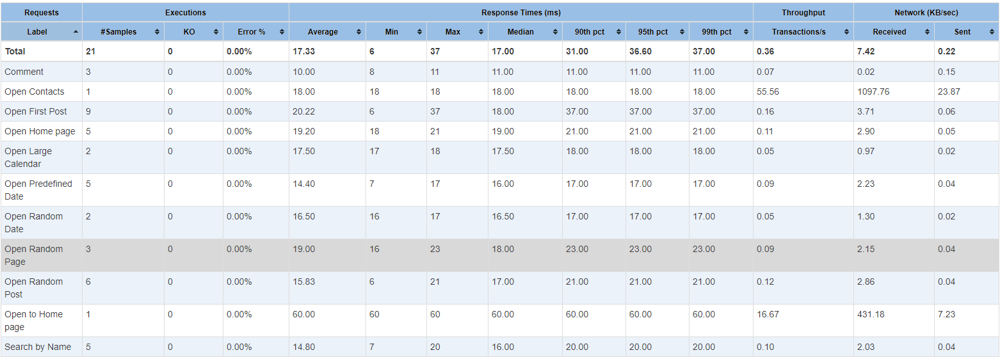 Requests Executions Response Times (ms) Throughput Network (KB/sec)
Label #Samples KO Error % Average Min Max Median 90th pct 95th pct 99th pct Transactions/s Received Sent
Total 21 0 0.00% 17.33 6 37 17.00 31.00 36.60 37.00 0.36 7.42 0.22
Comment 3 0 0.00% 10.00 8 11 11.00 11.00 11.00 11.00 0.07 0.02 0.15
Open Contacts 1 0 0.00% 18.00 18 18 18.00 18.00 18.00 18.00 55.56 1097.76 23.87
Open First Post 9 0 0.00% 20.22 6 37 18.00 37.00 37.00 37.00 0.16 3.71 0.06
Open Home page 5 0 0.00% 19.20 18 21 19.00 21.00 21.00 21.00 0.11 2.90 0.05
Open Large 2 0 0.00% 17.50 17 18 17.50 18.00 18.00 18.00 0.05 0.97 0.02
Calendar
Open Predefined 5 0 0.00% 14.40 7 17 16.00 17.00 17.00 17.00 0.09 2.23 0.04
Date
Open Random 2 0 0.00% 16.50 16 17 16.50 17.00 17.00 17.00 0.05 1.30 0.02
Date
Open Random 3 0 0.00% 19.00 16 23 18.00 23.00 23.00 23.00 0.09 2.15 0.04
Page
Open Random 6 0 0.00% 15.83 6 21 17.00 21.00 21.00 21.00 0.12 2.86 0.04
Post
Open to Home 1 0 0.00% 60.00 60 60 60.00 60.00 60.00 60.00 16.67 431.18 7.23
page
Search by Name 5 0 0.00% 14.80 7 20 16.00 20.00 20.00 20.00 0.10 2.03 0.04